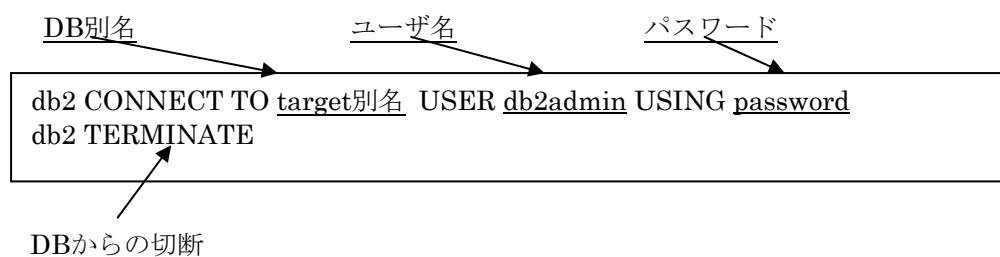 DB別名 ユーザ名 パスワード
db2 CONNECT TO target別名 USER db2admin USING password
db2 TERMINATE
DBからの切断